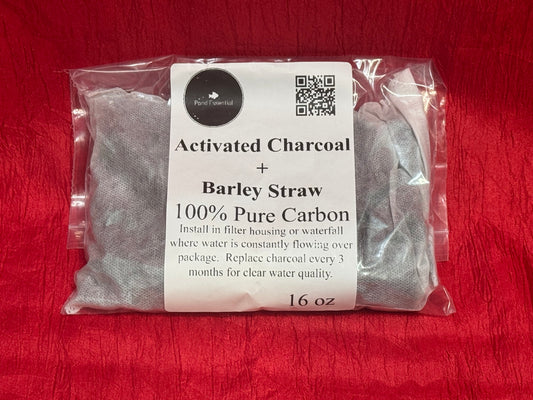 Pond Essential
Activated Charcoal
+
Barley Straw
100% Pure Carbon
Install in filter housing or waterfall
where water is constantly flowing over
package. Replace charcoal every 3
months for clear water quality.
16 oz